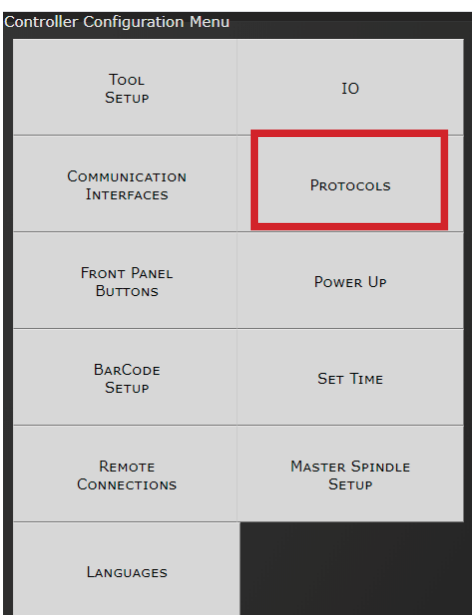 Controller Configuration Menu
Tool
Setup
IO
Communication
Interfaces
Protocols
Front Panel
Buttons
Power Up
BarCode
Setup
Set Time
Remote
Connections
Master Spindle
Setup
Languages